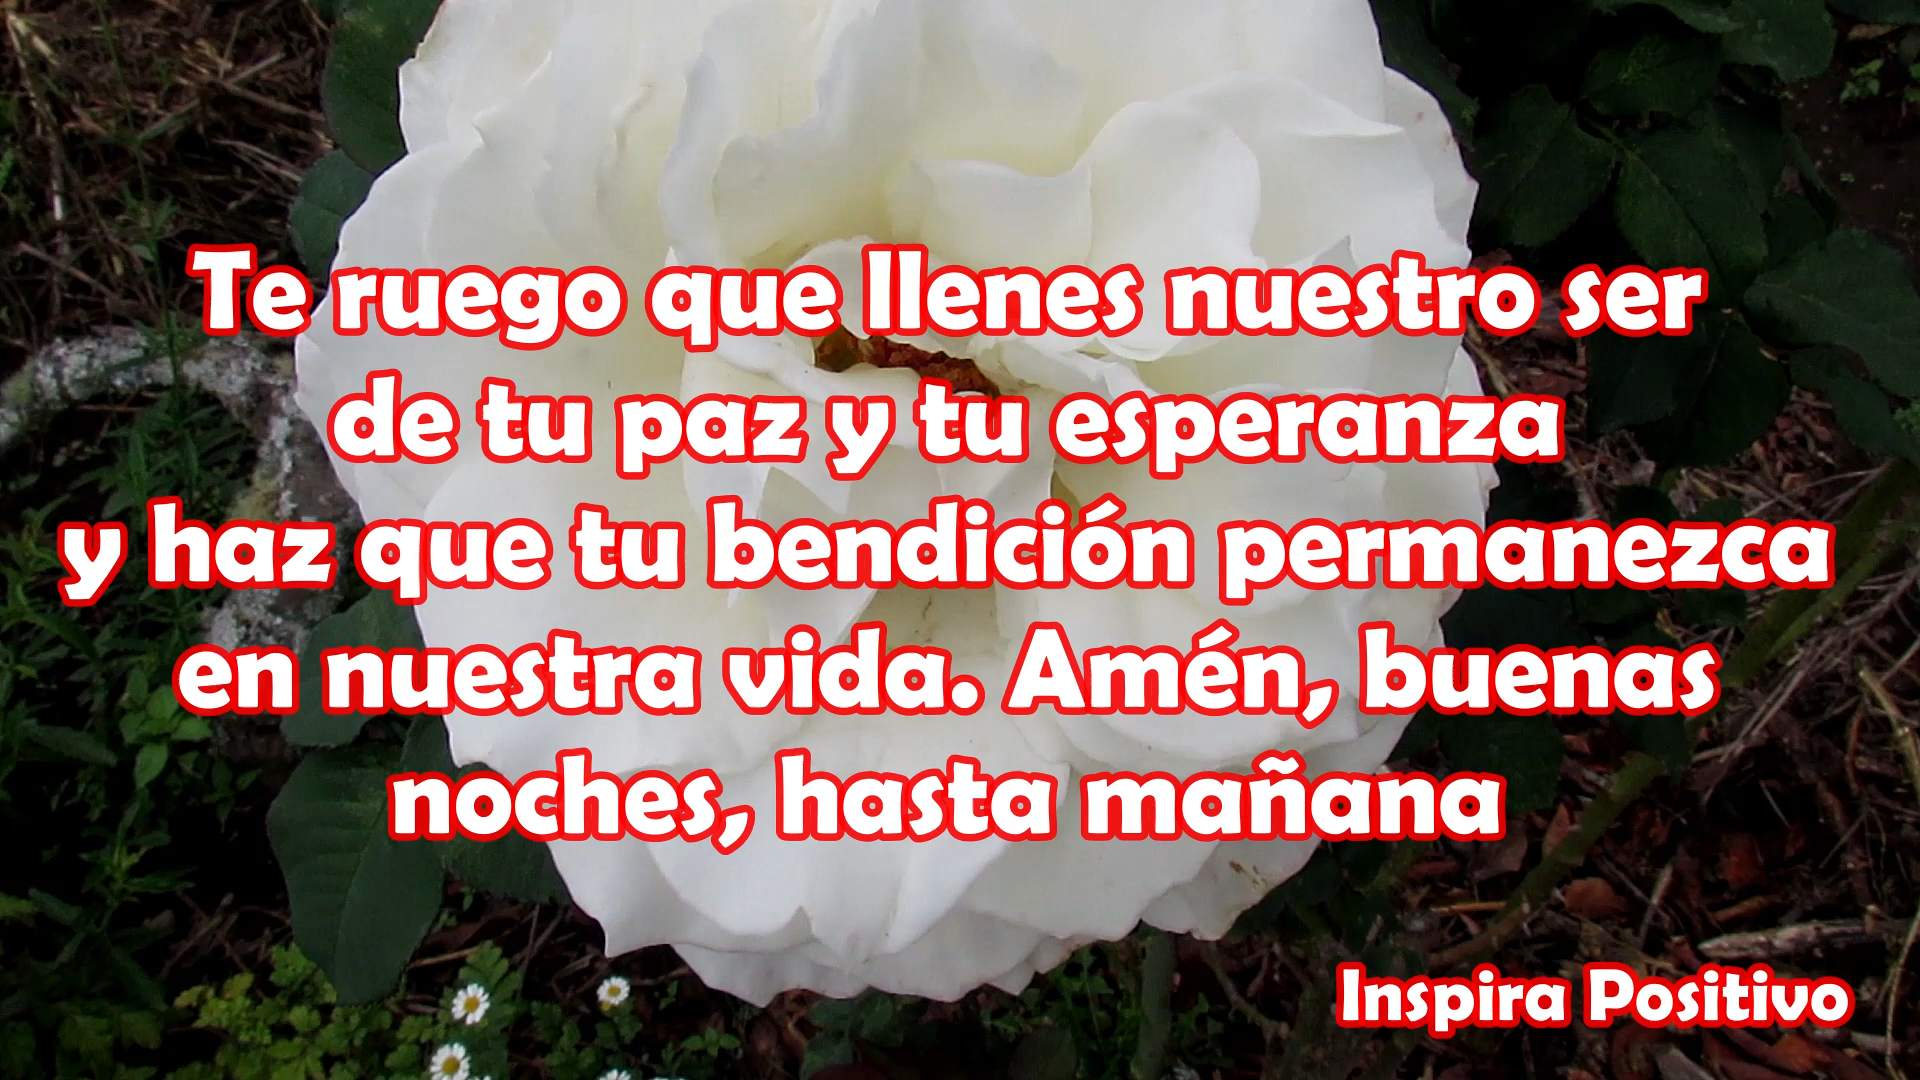 Te ruego que llenes nuestro ser
de tu paz y tu esperanza
y haz que tu bendición permanezca
en nuestra vida. Amén, buenas
noches, hasta mañana
Inspira Positivo